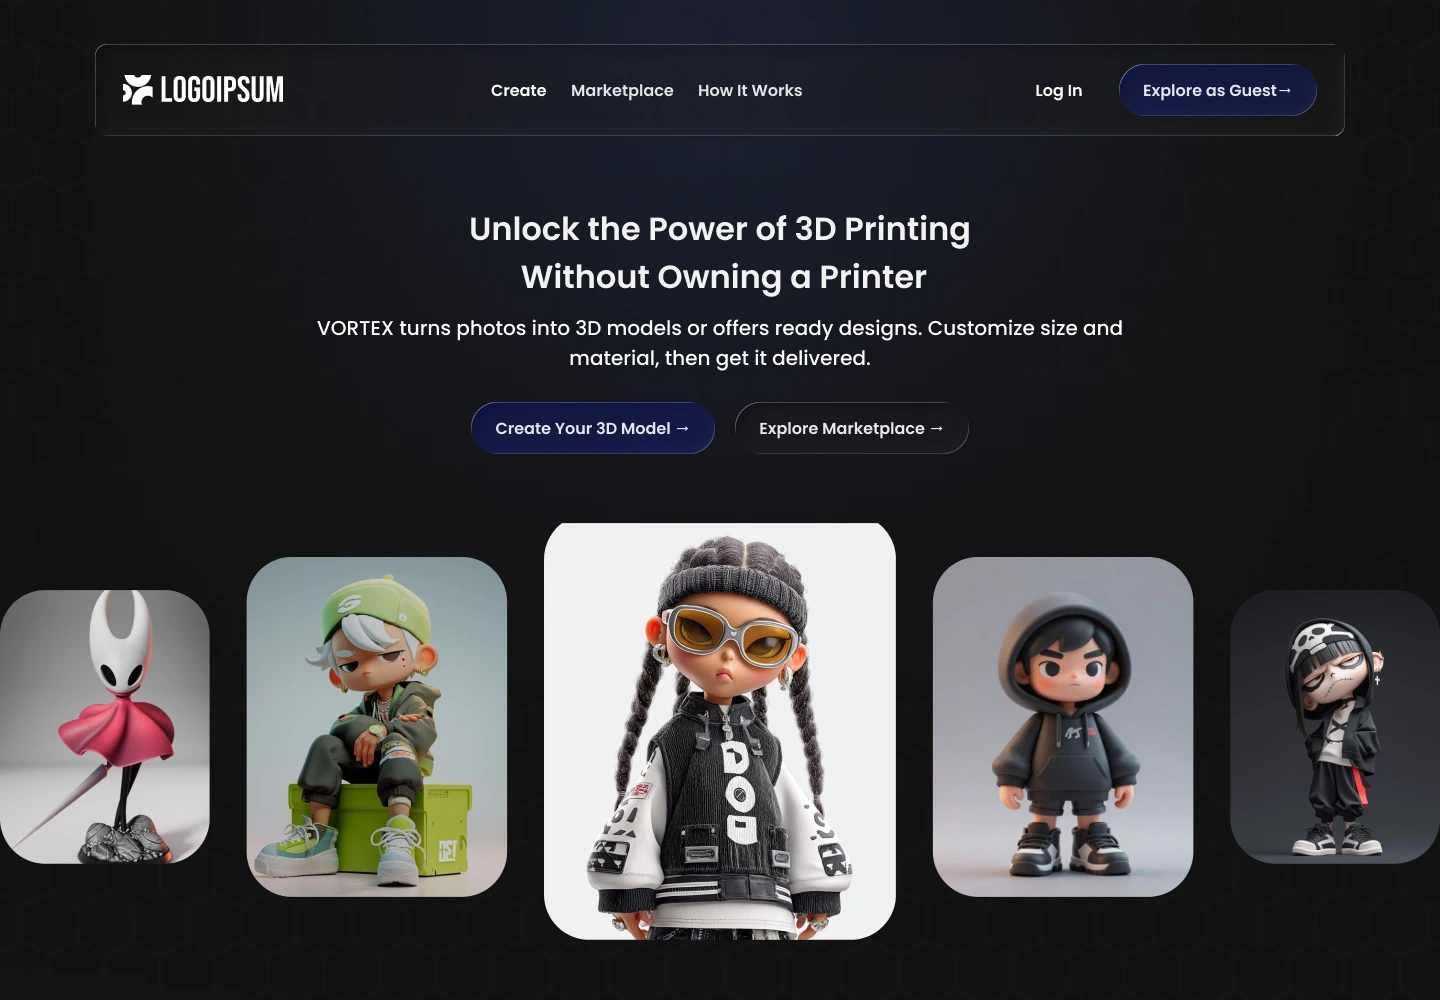 LOGOIPSUM
Create
Marketplace
How It Works
Log In
Explore as Guest→
Unlock the Power of 3D Printing
Without Owning a Printer
VORTEX turns photos into 3D models or offers ready designs. Customize size and
material, then get it delivered.
Create Your 3D Model →
Explore Marketplace →